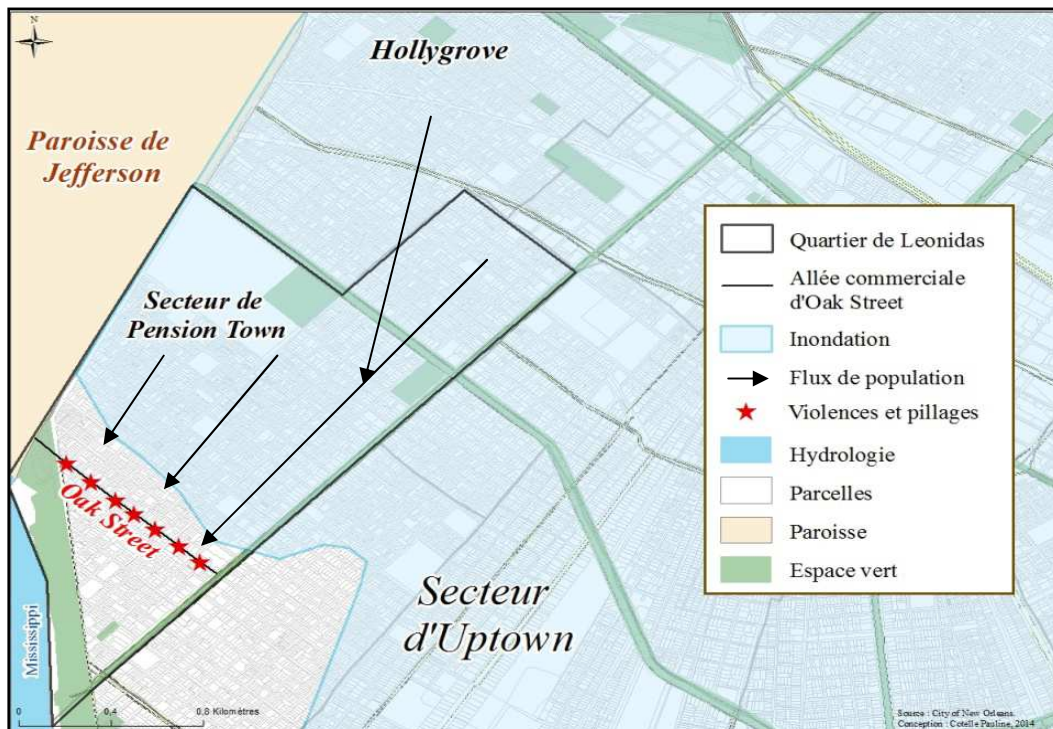 N
Hollygrove
Paroisse de
Jefferson
Secteur de
Pension Town
Oak Street
Mississippi
Secteur
d'Uptown
Quartier de Leonidas
Allée commerciale
d'Oak Street
Inondation
Flux de population
Violences et pillages
Hydrologie
Parcelles
Paroisse
Espace vert
0 0,4 0,8 Kilomètres
Source : City of New Orleans.
Conception : Cotelle Pauline, 2014